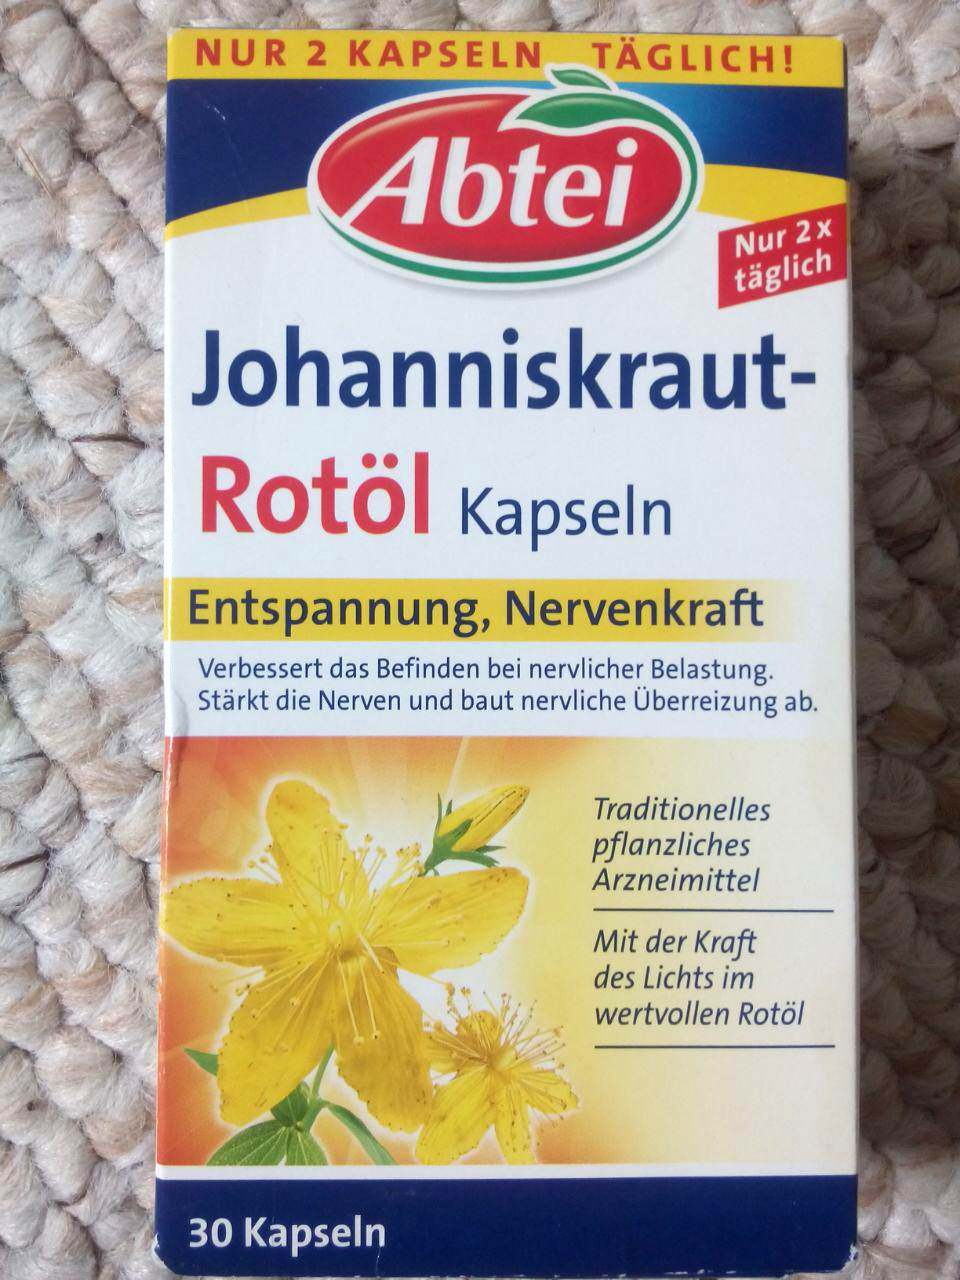 NUR 2 KAPSELN TÄGLICH!
Abtei
Nur 2x
täglich
Johanniskraut-
Rotöl Kapseln
Entspannung, Nervenkraft
Verbessert das Befinden bei nervlicher Belastung.
Stärkt die Nerven und baut nervliche Überreizung ab.
Traditionelles
pflanzliches
Arzneimittel
Mit der Kraft
des Lichts im
wertvollen Rotöl
30 Kapseln